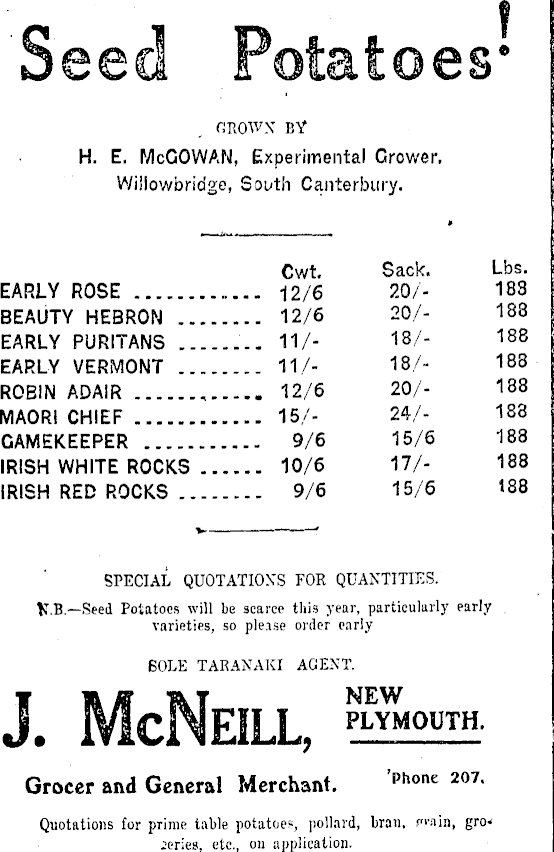 Seed Potatoes!
GROWN BY
H. E. McGOWAN, Experimental Grower,
Willowbridge, South Canterbury.
Cwt. Sack. Lbs.
EARLY ROSE ............. 12/6 20/- 188
BEAUTY HEBRON ........ 12/6 20/- 188
EARLY PURITANS ........ 11/- 18/- 188
EARLY VERMONT ........ 11/- 18/- 188
ROBIN ADAIR ............. 12/6 20/- 188
MAORI CHIEF ............ 15/- 24/- 188
GAMEKEEPER ........... 9/6 15/6 188
IRISH WHITE ROCKS ...... 10/6 17/- 188
IRISH RED ROCKS ........ 9/6 15/6 188
SPECIAL QUOTATIONS FOR QUANTITIES.
N.B.—Seed Potatoes will be scarce this year, particularly early
varieties, so please order early
SOLE TARANAKI AGENT.
J. McNEILL, NEW
PLYMOUTH.
Grocer and General Merchant. 'Phone 207.
Quotations for prime table potatoes, pollard, bran, grain, gro-
ceries, etc., on application.